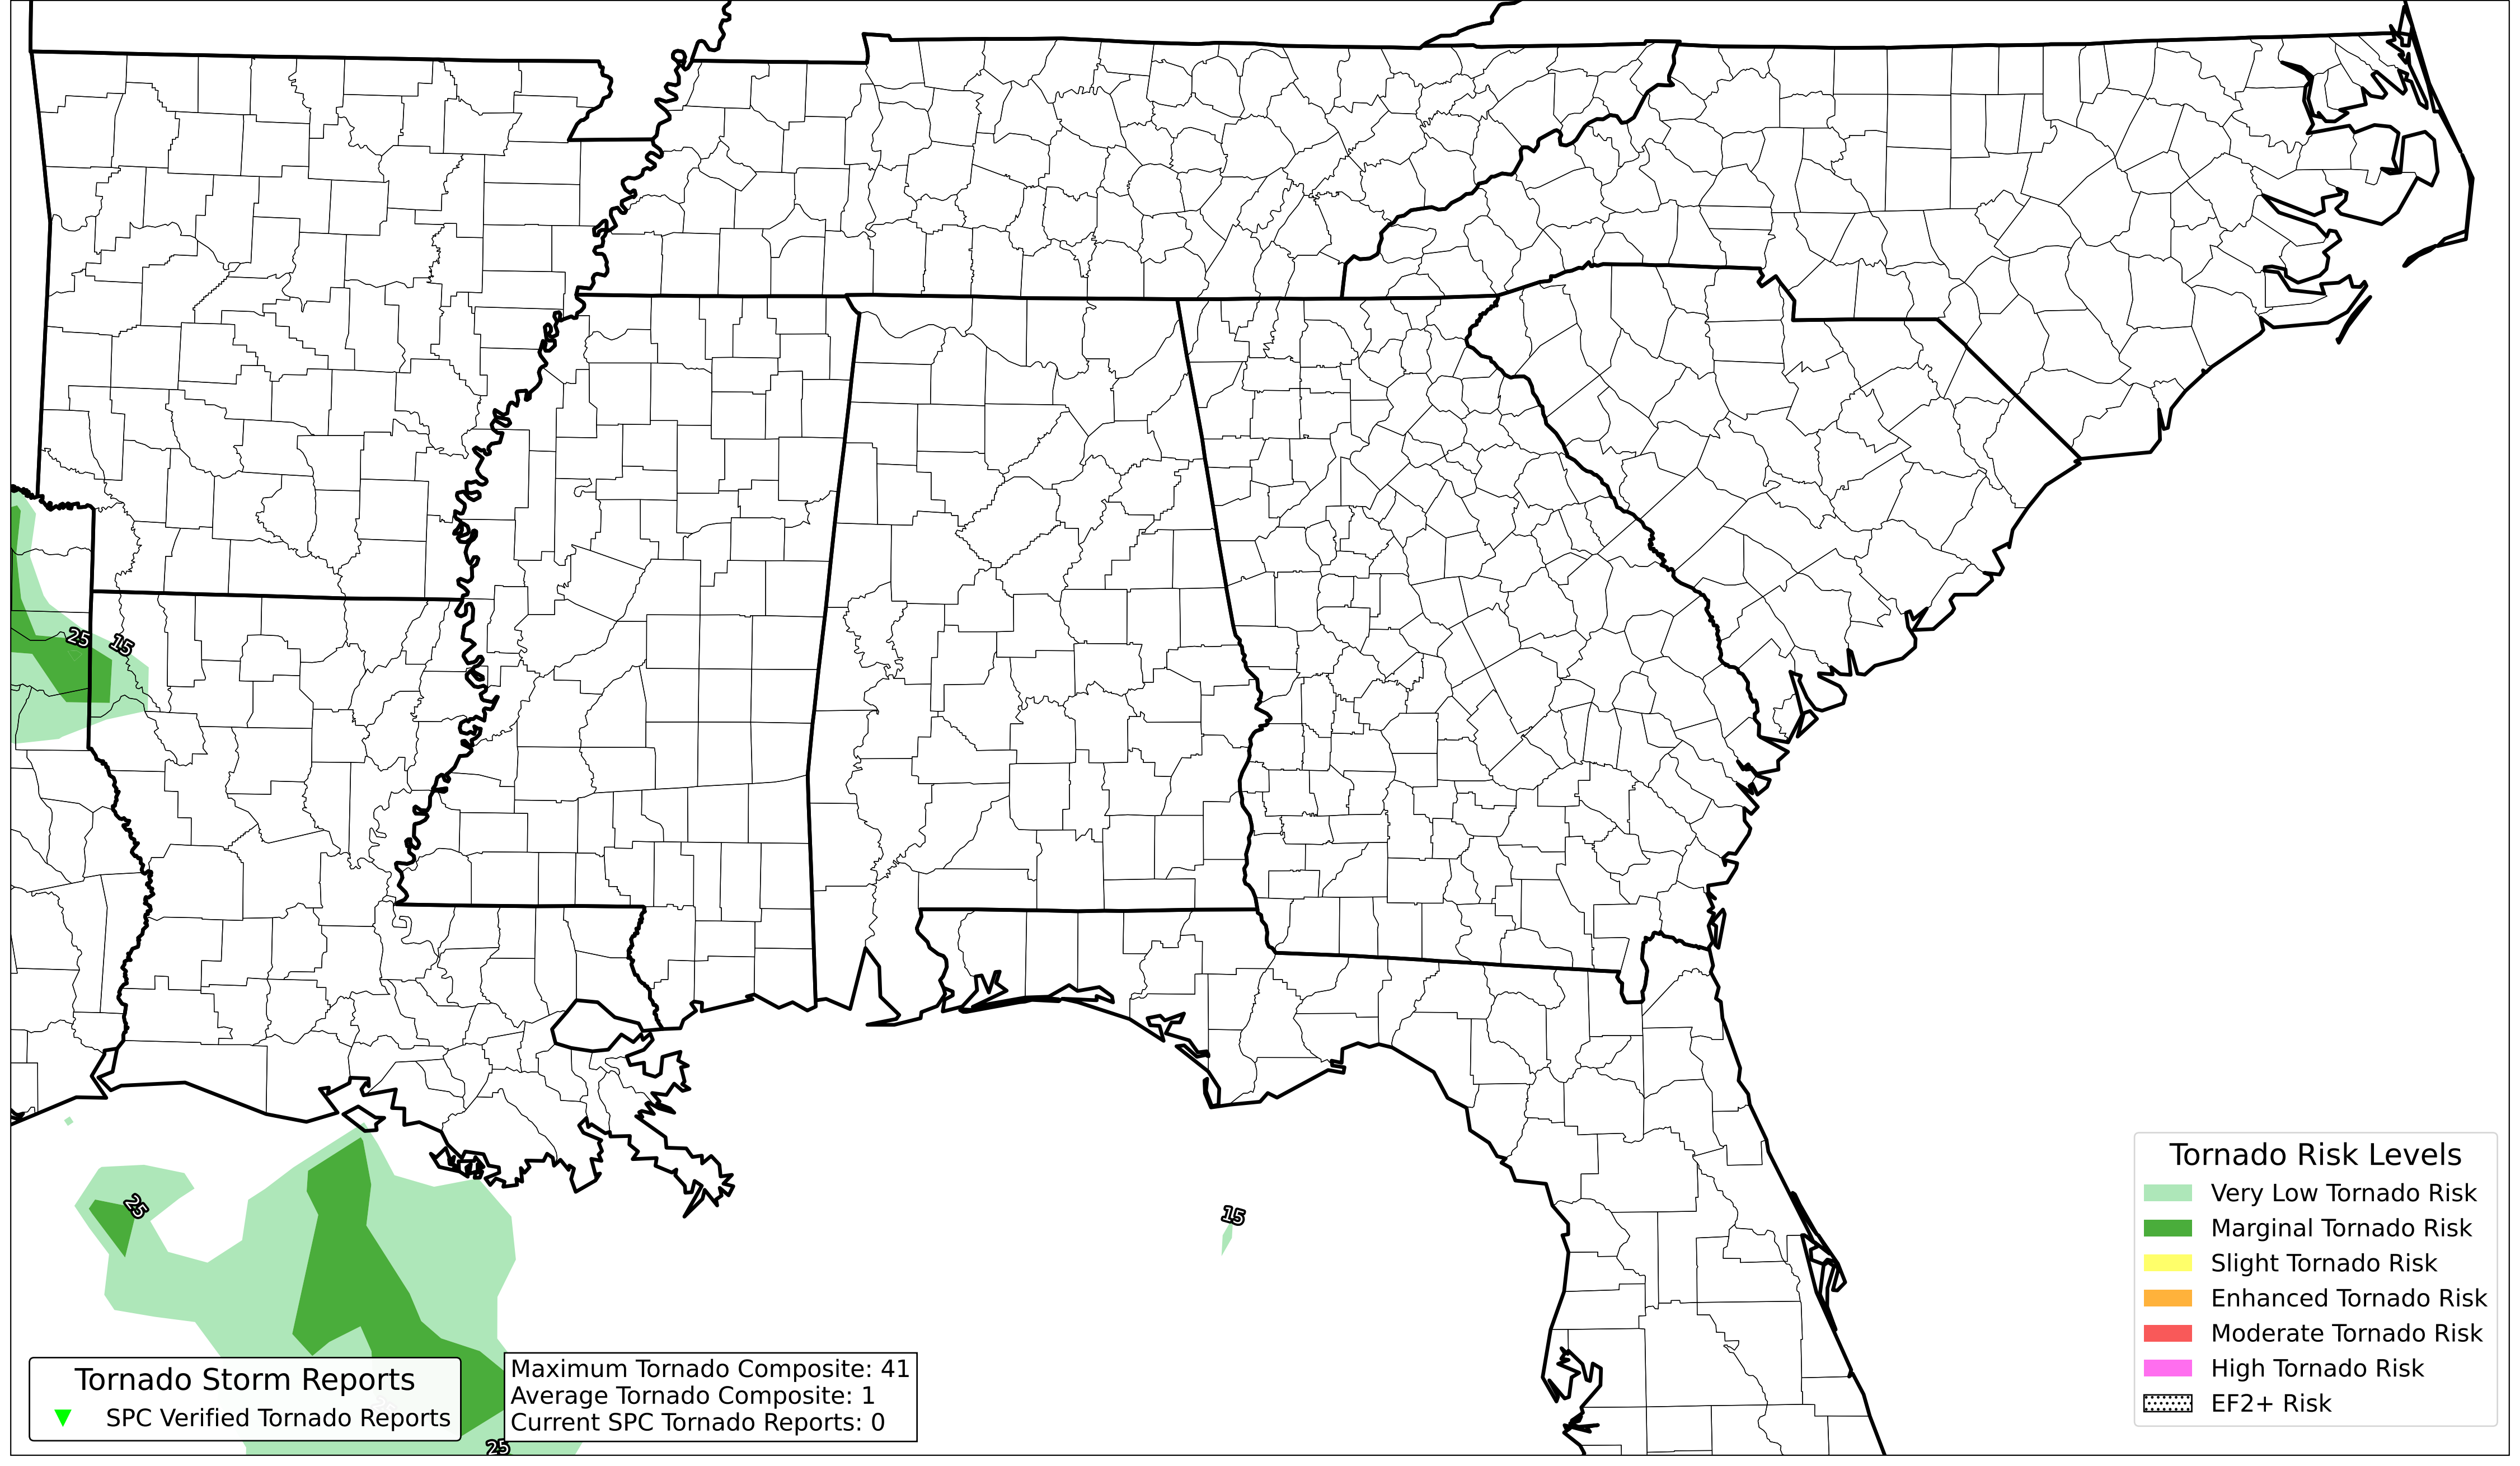 25
15
25
15
25
Tornado Storm Reports
SPC Verified Tornado Reports
Maximum Tornado Composite: 41
Average Tornado Composite: 1
Current SPC Tornado Reports: 0
Tornado Risk Levels
Very Low Tornado Risk
Marginal Tornado Risk
Slight Tornado Risk
Enhanced Tornado Risk
Moderate Tornado Risk
High Tornado Risk
EF2+ Risk